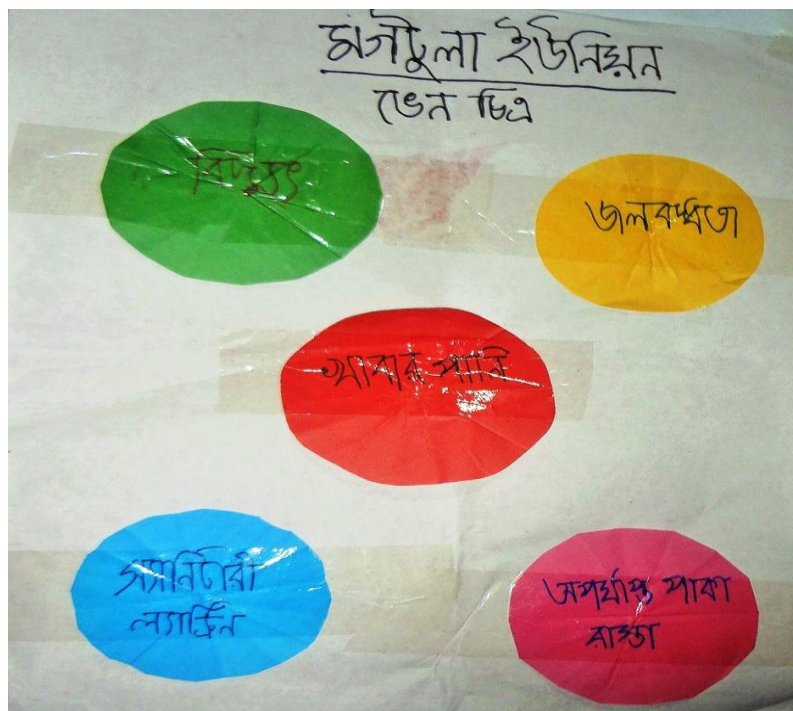 মগটুলা ইউনিয়ন
ভেন চিত্র
বিদ্যুৎ
জলবদ্ধতা
খাবার পানি
স্যানিটারী
ল্যাট্রিন
অপর্যাপ্ত পাকা
রাস্তা